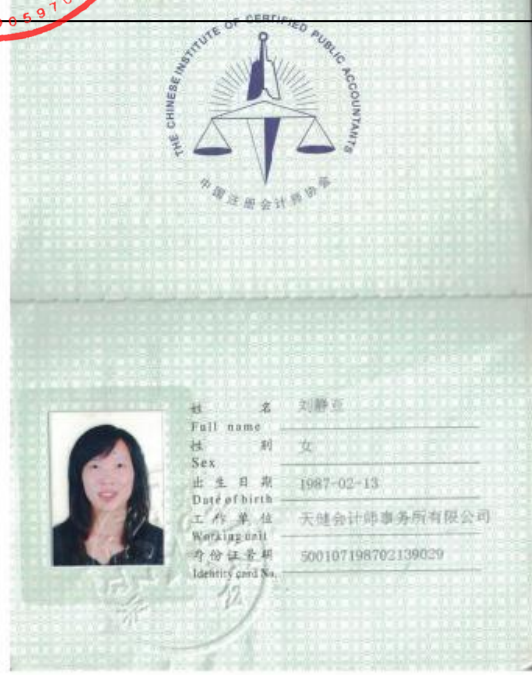 65970
THE CHINESE INSTITUTE OF CERTIFIED PUBLIC ACCOUNTANTS
中国注册会计师协会
姓 名 刘静
Full name
性 别 女
Sex
出生日期 1987-02-13
Date of birth
工作单位 天健会计师事务所有限公司
Working unit
身份证号码 500107198702139029
Identity card No.